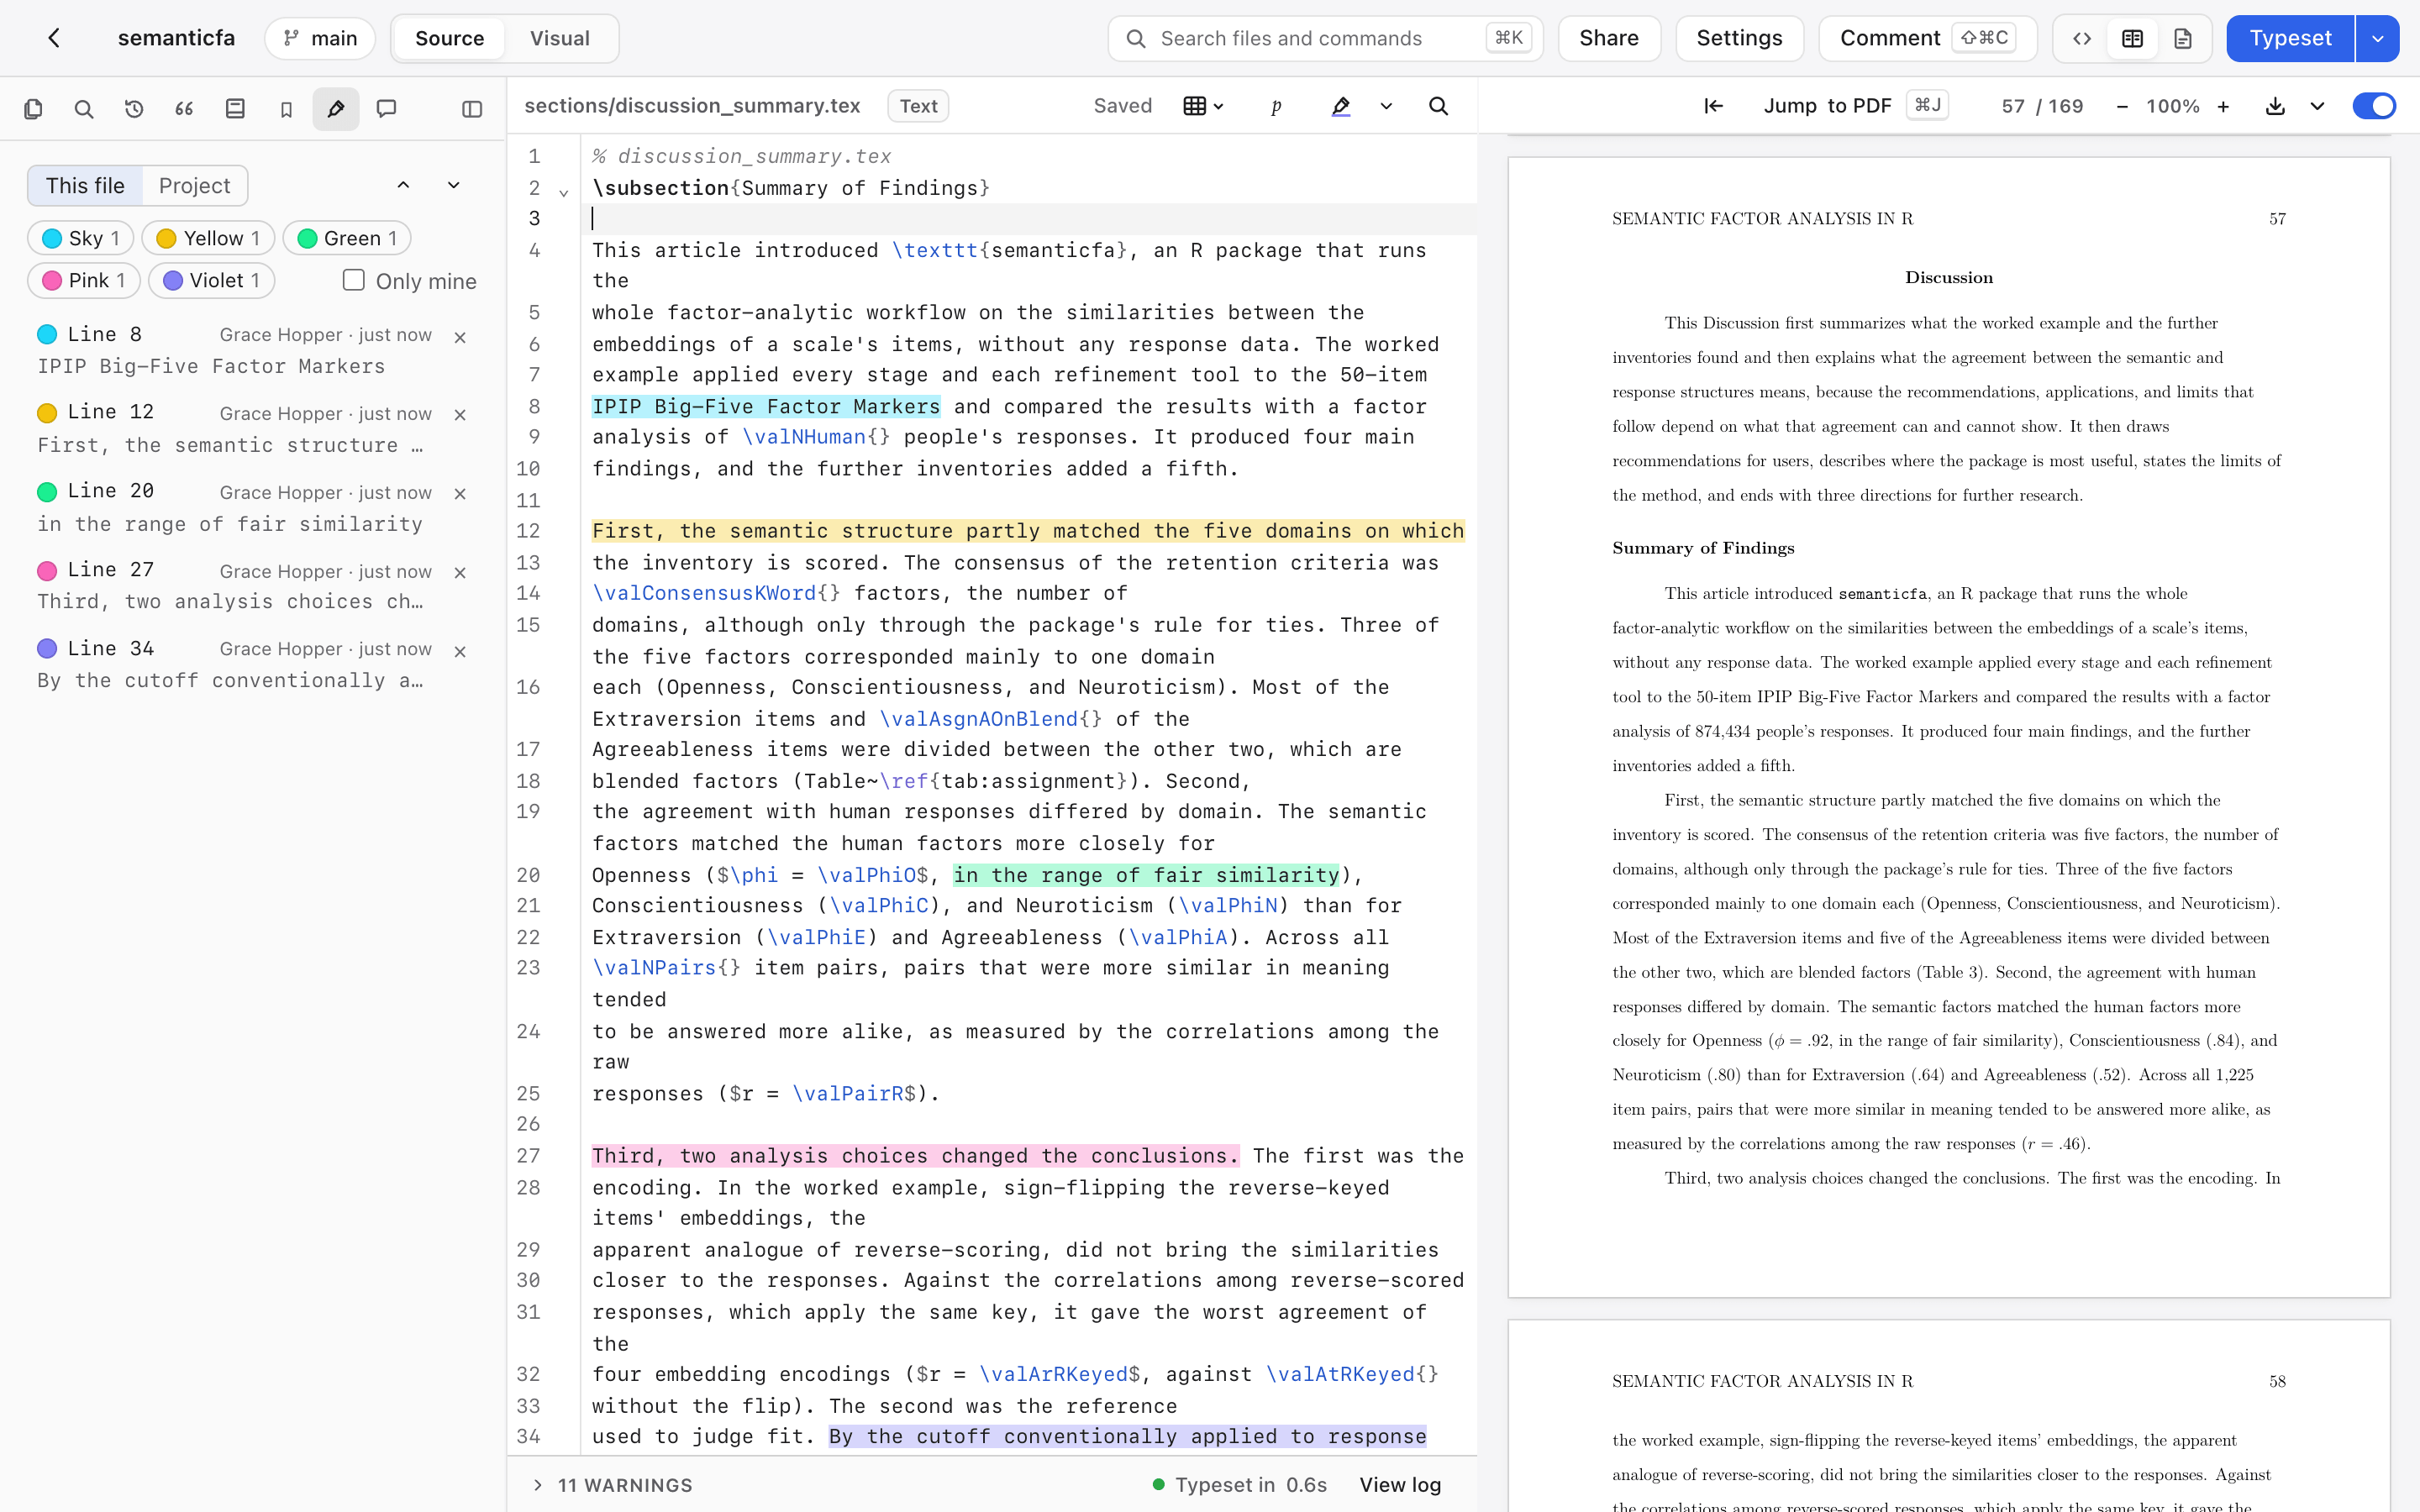 semanticfa
main
Source
Visual
Search files and commands
⌘K
Share
Settings
Comment
⇧⌘C
Typeset
This file
Project
Sky 1
Yellow 1
Green 1
Pink 1
Violet 1
Only mine
Line 8
Grace Hopper · just now
IPIP Big-Five Factor Markers
Line 12
Grace Hopper · just now
First, the semantic structure …
Line 20
Grace Hopper · just now
in the range of fair similarity
Line 27
Grace Hopper · just now
Third, two analysis choices ch…
Line 34
Grace Hopper · just now
By the cutoff conventionally a…
sections/discussion_summary.tex
Text
Saved
p
1 % discussion_summary.tex
2 \subsection{Summary of Findings}
3
4 This article introduced \texttt{semanticfa}, an R package that runs
the
5 whole factor-analytic workflow on the similarities between the
6 embeddings of a scale's items, without any response data. The worked
7 example applied every stage and each refinement tool to the 50-item
8 IPIP Big-Five Factor Markers and compared the results with a factor
9 analysis of \valNHuman{} people's responses. It produced four main
10 findings, and the further inventories added a fifth.
11
12 First, the semantic structure partly matched the five domains on which
13 the inventory is scored. The consensus of the retention criteria was
14 \valConsensusKWord{} factors, the number of
15 domains, although only through the package's rule for ties. Three of
the five factors corresponded mainly to one domain
16 each (Openness, Conscientiousness, and Neuroticism). Most of the
Extraversion items and \valAsgnAOnBlend{} of the
17 Agreeableness items were divided between the other two, which are
18 blended factors (Table~\ref{tab:assignment}). Second,
19 the agreement with human responses differed by domain. The semantic
factors matched the human factors more closely for
20 Openness ($\phi = \valPhiO$, in the range of fair similarity),
21 Conscientiousness (\valPhiC), and Neuroticism (\valPhiN) than for
22 Extraversion (\valPhiE) and Agreeableness (\valPhiA). Across all
23 \valNPairs{} item pairs, pairs that were more similar in meaning
tended
24 to be answered more alike, as measured by the correlations among the
raw
25 responses ($r = \valPairR$).
26
27 Third, two analysis choices changed the conclusions. The first was the
28 encoding. In the worked example, sign-flipping the reverse-keyed
items' embeddings, the
29 apparent analogue of reverse-scoring, did not bring the similarities
30 closer to the responses. Against the correlations among reverse-scored
31 responses, which apply the same key, it gave the worst agreement of
the
32 four embedding encodings ($r = \valArRKeyed$, against \valAtRKeyed{}
33 without the flip). The second was the reference
34 used to judge fit. By the cutoff conventionally applied to response
11 WARNINGS
Typeset in 0.6s
View log
Jump to PDF
⌘J
57 / 169
− 100% +
SEMANTIC FACTOR ANALYSIS IN R 57
Discussion
This Discussion first summarizes what the worked example and the further
inventories found and then explains what the agreement between the semantic and
response structures means, because the recommendations, applications, and limits that
follow depend on what that agreement can and cannot show. It then draws
recommendations for users, describes where the package is most useful, states the limits of
the method, and ends with three directions for further research.
Summary of Findings
This article introduced semanticfa, an R package that runs the whole
factor-analytic workflow on the similarities between the embeddings of a scale's items,
without any response data. The worked example applied every stage and each refinement
tool to the 50-item IPIP Big-Five Factor Markers and compared the results with a factor
analysis of 874,434 people's responses. It produced four main findings, and the further
inventories added a fifth.
First, the semantic structure partly matched the five domains on which the
inventory is scored. The consensus of the retention criteria was five factors, the number of
domains, although only through the package's rule for ties. Three of the five factors
corresponded mainly to one domain each (Openness, Conscientiousness, and Neuroticism).
Most of the Extraversion items and five of the Agreeableness items were divided between
the other two, which are blended factors (Table 3). Second, the agreement with human
responses differed by domain. The semantic factors matched the human factors more
closely for Openness (ϕ = .92, in the range of fair similarity), Conscientiousness (.84), and
Neuroticism (.80) than for Extraversion (.64) and Agreeableness (.52). Across all 1,225
item pairs, pairs that were more similar in meaning tended to be answered more alike, as
measured by the correlations among the raw responses (r = .46).
Third, two analysis choices changed the conclusions. The first was the encoding. In
SEMANTIC FACTOR ANALYSIS IN R 58
the worked example, sign-flipping the reverse-keyed items' embeddings, the apparent
analogue of reverse-scoring, did not bring the similarities closer to the responses. Against
the correlations among reverse-scored responses, which apply the same key, it gave the